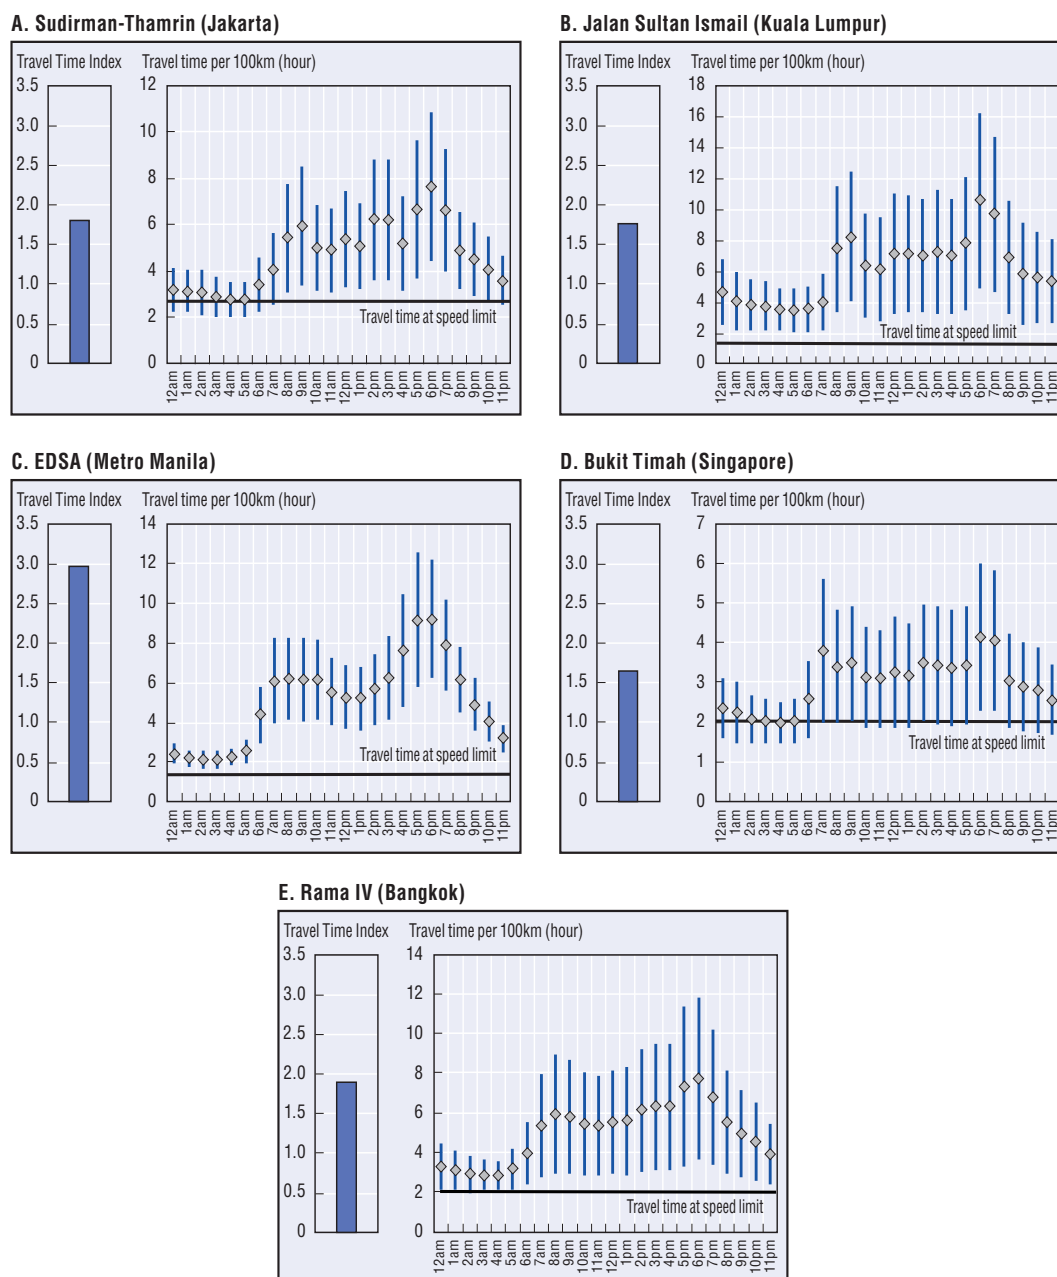 A. Sudirman-Thamrin (Jakarta)
Travel Time Index
Travel time per 100km (hour)
3.5
3.0
2.5
2.0
1.5
1.0
0.5
0
12
10
8
6
4
2
0
Travel time at speed limit
12am
1am
2am
3am
4am
5am
6am
7am
8am
9am
10am
11am
12pm
1pm
2pm
3pm
4pm
5pm
6pm
7pm
8pm
9pm
10pm
11pm
B. Jalan Sultan Ismail (Kuala Lumpur)
Travel Time Index
Travel time per 100km (hour)
3.5
3.0
2.5
2.0
1.5
1.0
0.5
0
18
16
14
12
10
8
6
4
2
0
Travel time at speed limit
12am
1am
2am
3am
4am
5am
6am
7am
8am
9am
10am
11am
12pm
1pm
2pm
3pm
4pm
5pm
6pm
7pm
8pm
9pm
10pm
11pm
C. EDSA (Metro Manila)
Travel Time Index
Travel time per 100km (hour)
3.5
3.0
2.5
2.0
1.5
1.0
0.5
0
14
12
10
8
6
4
2
0
Travel time at speed limit
12am
1am
2am
3am
4am
5am
6am
7am
8am
9am
10am
11am
12pm
1pm
2pm
3pm
4pm
5pm
6pm
7pm
8pm
9pm
10pm
11pm
D. Bukit Timah (Singapore)
Travel Time Index
Travel time per 100km (hour)
3.5
3.0
2.5
2.0
1.5
1.0
0.5
0
7
6
5
4
3
2
1
0
Travel time at speed limit
12am
1am
2am
3am
4am
5am
6am
7am
8am
9am
10am
11am
12pm
1pm
2pm
3pm
4pm
5pm
6pm
7pm
8pm
9pm
10pm
11pm
E. Rama IV (Bangkok)
Travel Time Index
Travel time per 100km (hour)
3.5
3.0
2.5
2.0
1.5
1.0
0.5
0
14
12
10
8
6
4
2
0
Travel time at speed limit
12am
1am
2am
3am
4am
5am
6am
7am
8am
9am
10am
11am
12pm
1pm
2pm
3pm
4pm
5pm
6pm
7pm
8pm
9pm
10pm
11pm